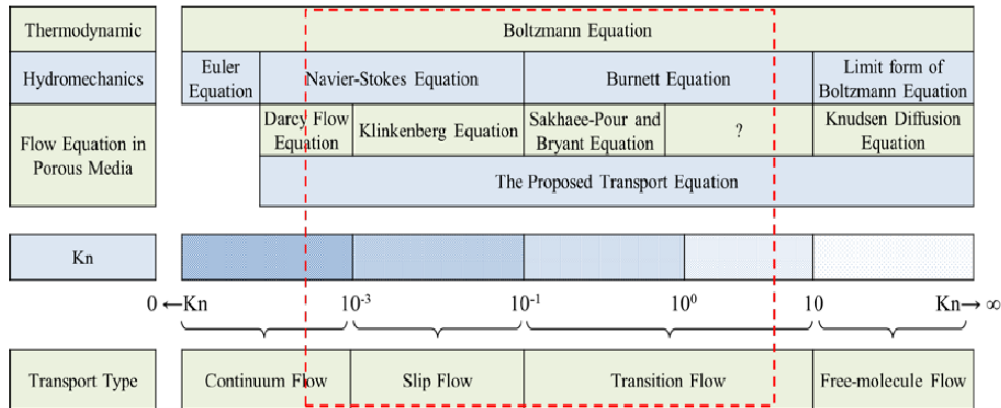 Thermodynamic
Boltzmann Equation
Hydromechanics
Euler
Equation
Navier-Stokes Equation
Burnett Equation
Limit form of
Boltzmann Equation
Flow Equation in
Porous Media
Darcy Flow
Equation
Klinkenberg Equation
Sakhaee-Pour and
Bryant Equation
?
Knudsen Diffusion
Equation
The Proposed Transport Equation
Kn
0 ←Kn 10⁻³ 10⁻¹ 10⁰ 10 Kn→ ∞
Transport Type
Continuum Flow
Slip Flow
Transition Flow
Free-molecule Flow